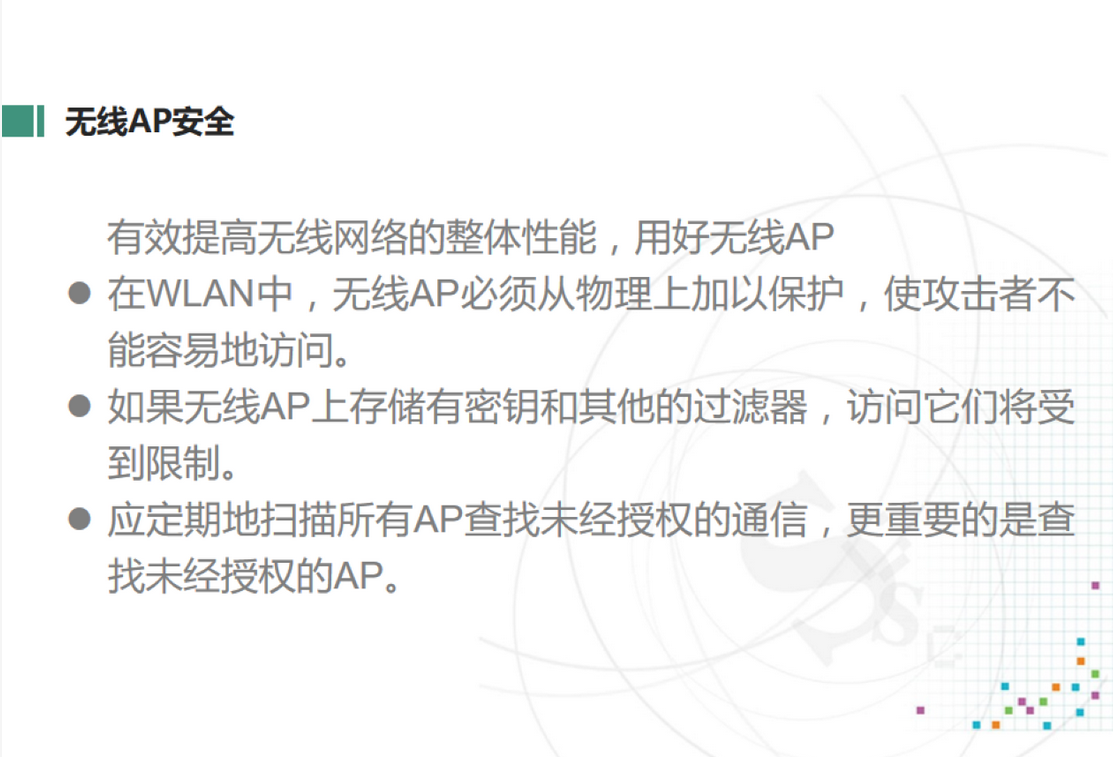 无线AP安全
有效提高无线网络的整体性能，用好无线AP
● 在WLAN中，无线AP必须从物理上加以保护，使攻击者不
能容易地访问。
● 如果无线AP上存储有密钥和其他的过滤器，访问它们将受
到限制。
● 应定期地扫描所有AP查找未经授权的通信，更重要的是查
找未经授权的AP。